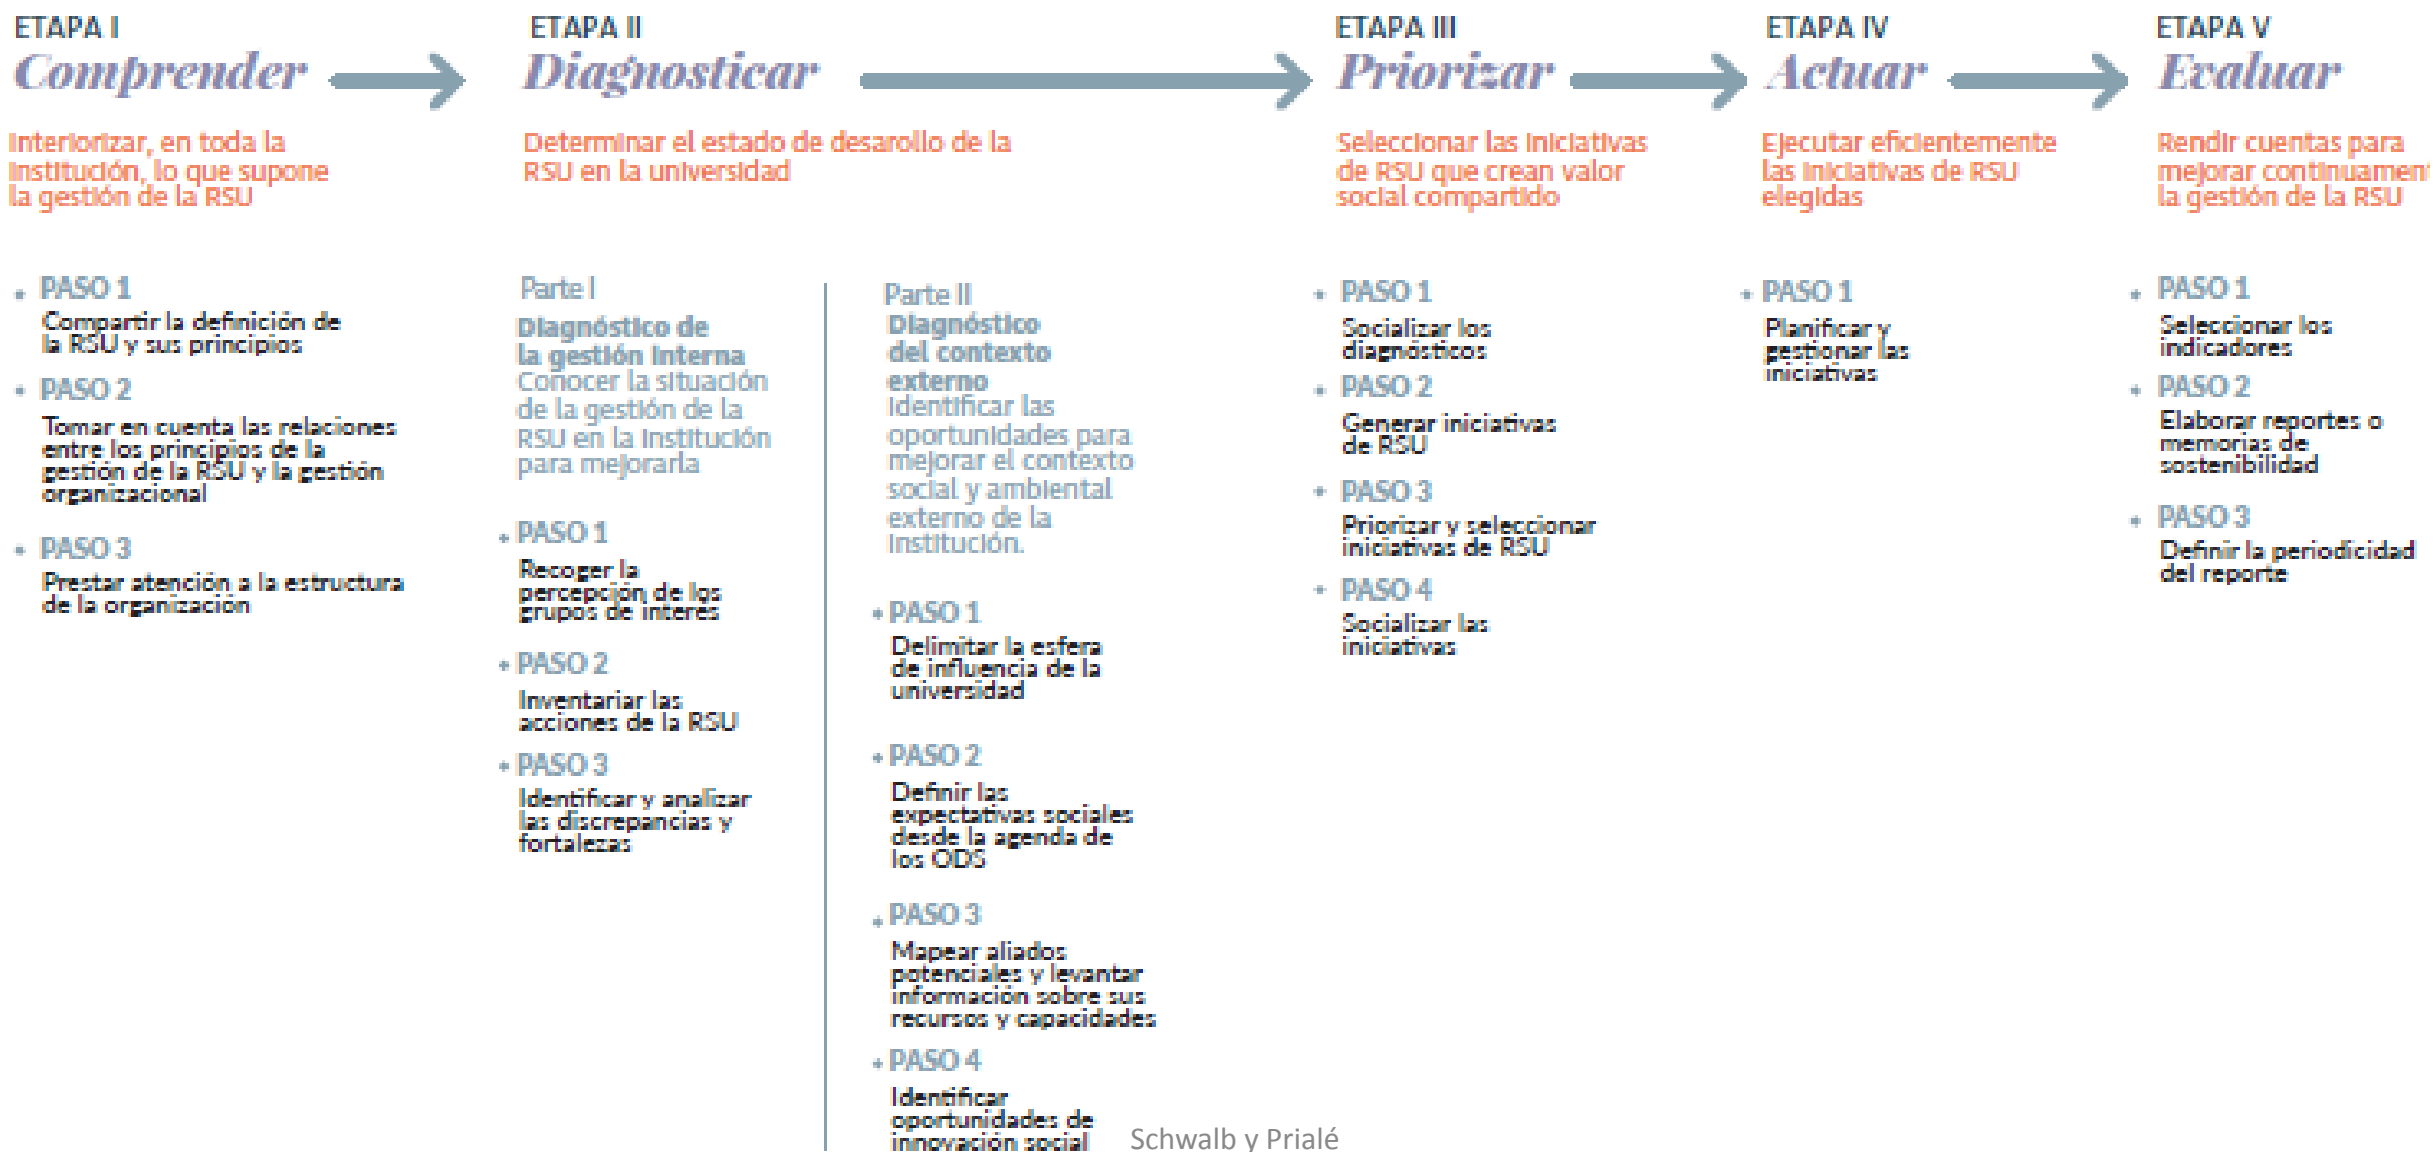 ETAPA I
Comprender
Interiorizar, en toda la
institución, lo que supone
la gestión de la RSU
PASO 1
Compartir la definición de
la RSU y sus principios
PASO 2
Tomar en cuenta las relaciones
entre los principios de la
gestión de la RSU y la gestión
organizacional
PASO 3
Prestar atención a la estructura
de la organización
ETAPA II
Diagnosticar
Determinar el estado de desarollo de la
RSU en la universidad
Parte I
Diagnóstico de
la gestión interna
Conocer la situación
de la gestión de la
RSU en la institución
para mejorarla
PASO 1
Recoger la
percepción de los
grupos de interés
PASO 2
Inventariar las
acciones de la RSU
PASO 3
Identificar y analizar
las discrepancias y
fortalezas
Parte II
Diagnóstico
del contexto
externo
Identificar las
oportunidades para
mejorar el contexto
social y ambiental
externo de la
institución.
PASO 1
Delimitar la esfera
de influencia de la
universidad
PASO 2
Definir las
expectativas sociales
desde la agenda de
los ODS
PASO 3
Mapear aliados
potenciales y levantar
información sobre sus
recursos y capacidades
PASO 4
Identificar
oportunidades de
innovación social
ETAPA III
Priorizar
Seleccionar las iniciativas
de RSU que crean valor
social compartido
PASO 1
Socializar los
diagnósticos
PASO 2
Generar iniciativas
de RSU
PASO 3
Priorizar y seleccionar
iniciativas de RSU
PASO 4
Socializar las
iniciativas
ETAPA IV
Actuar
Ejecutar eficientemente
las iniciativas de RSU
elegidas
PASO 1
Planificar y
gestionar las
iniciativas
ETAPA V
Evaluar
Rendir cuentas para
mejorar continuamen
la gestión de la RSU
PASO 1
Seleccionar los
indicadores
PASO 2
Elaborar reportes o
memorias de
sostenibilidad
PASO 3
Definir la periodicidad
del reporte
Schwalb y Prialé